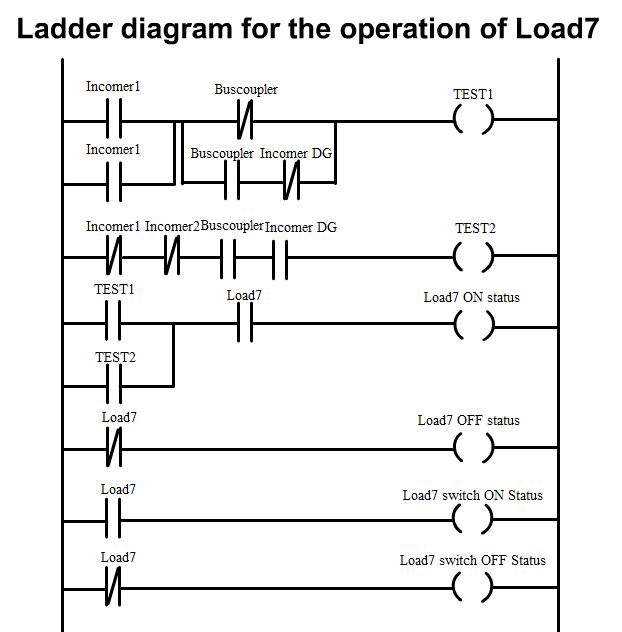 Ladder diagram for the operation of Load7
Incomer1
Buscoupler
TEST1
Incomer1
Buscoupler Incomer DG
Incomer1 Incomer2 Buscoupler Incomer DG
TEST2
TEST1
Load7
Load7 ON status
TEST2
Load7
Load7 OFF status
Load7
Load7 switch ON Status
Load7
Load7 switch OFF Status